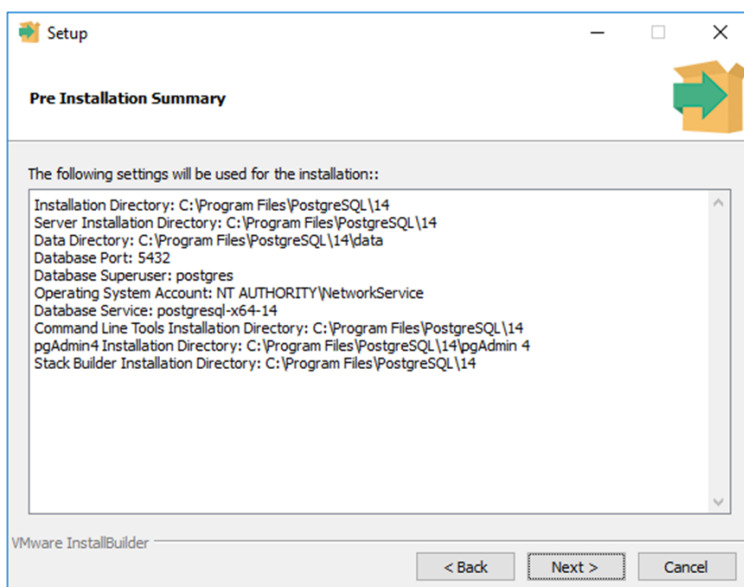 Setup
Pre Installation Summary
The following settings will be used for the installation::
Installation Directory: C:\Program Files\PostgreSQL\14
Server Installation Directory: C:\Program Files\PostgreSQL\14
Data Directory: C:\Program Files\PostgreSQL\14\data
Database Port: 5432
Database Superuser: postgres
Operating System Account: NT AUTHORITY\NetworkService
Database Service: postgresql-x64-14
Command Line Tools Installation Directory: C:\Program Files\PostgreSQL\14
pgAdmin4 Installation Directory: C:\Program Files\PostgreSQL\14\pgAdmin 4
Stack Builder Installation Directory: C:\Program Files\PostgreSQL\14
VMware InstallBuilder
< Back Next > Cancel